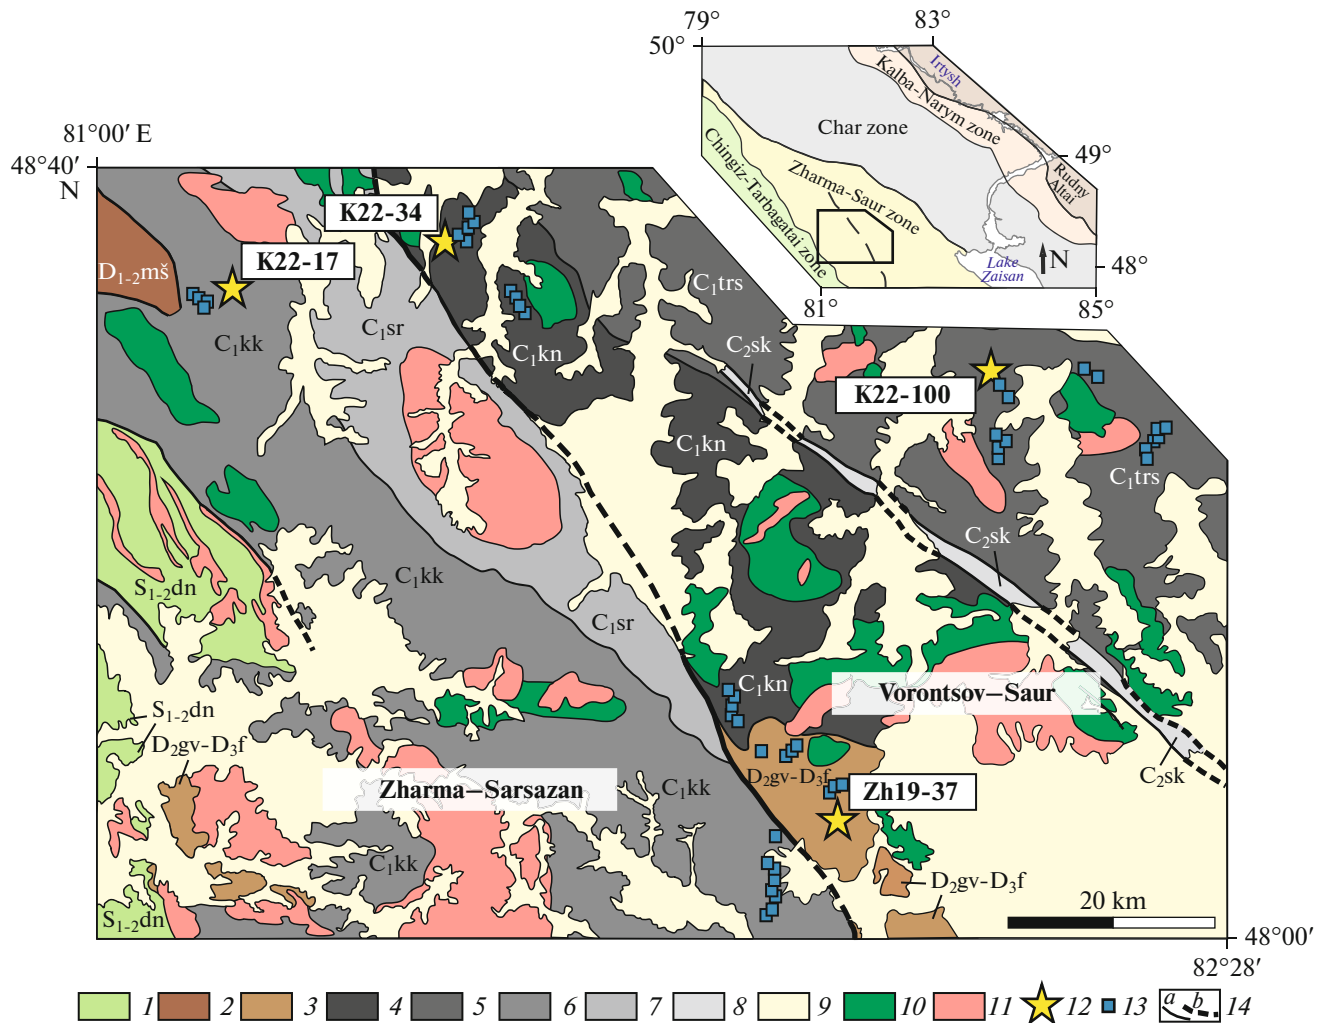 79°
83°
50°
Irtysh
Kalba-Narym zone
Char zone
49°
Rudny
Altai
Chingiz-Tarbagatai zone
Zharma-Saur zone
N
Lake
Zaisan
48°
81°
85°
81°00′ E
48°40′
N
K22-34
K22-17
D₁₋₂mš
C₁trs
C₁kk
C₁sr
C₁kn
C₂sk
K22-100
C₁kn
C₁trs
C₂sk
C₁kk
S₁₋₂dn
C₁sr
C₁kn
Vorontsov–Saur
S₁₋₂dn
D₂gv-D₃f
C₂sk
Zharma–Sarsazan
C₁kk
D₂gv-D₃f
Zh19-37
C₁kk
D₂gv-D₃f
20 km
S₁₋₂dn
48°00′
82°28′
1 2 3 4 5 6 7 8 9 10 11 12 13 a b 14